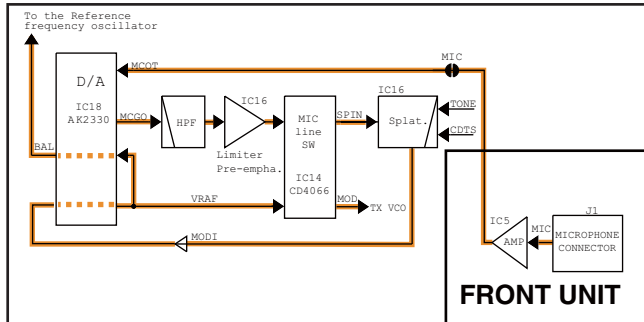 To the Reference
frequency oscillator
MCOT
MIC
D/A
IC18
AK2330
MCGO
HPF
IC16
Limiter
Pre-empha.
MIC
line
SW
IC14
CD4066
SPIN
IC16
Splat.
TONE
CDTS
BAL
VRAF
MOD
TX VCO
MODI
IC5
AMP
MIC
J1
MICROPHONE
CONNECTOR
FRONT UNIT